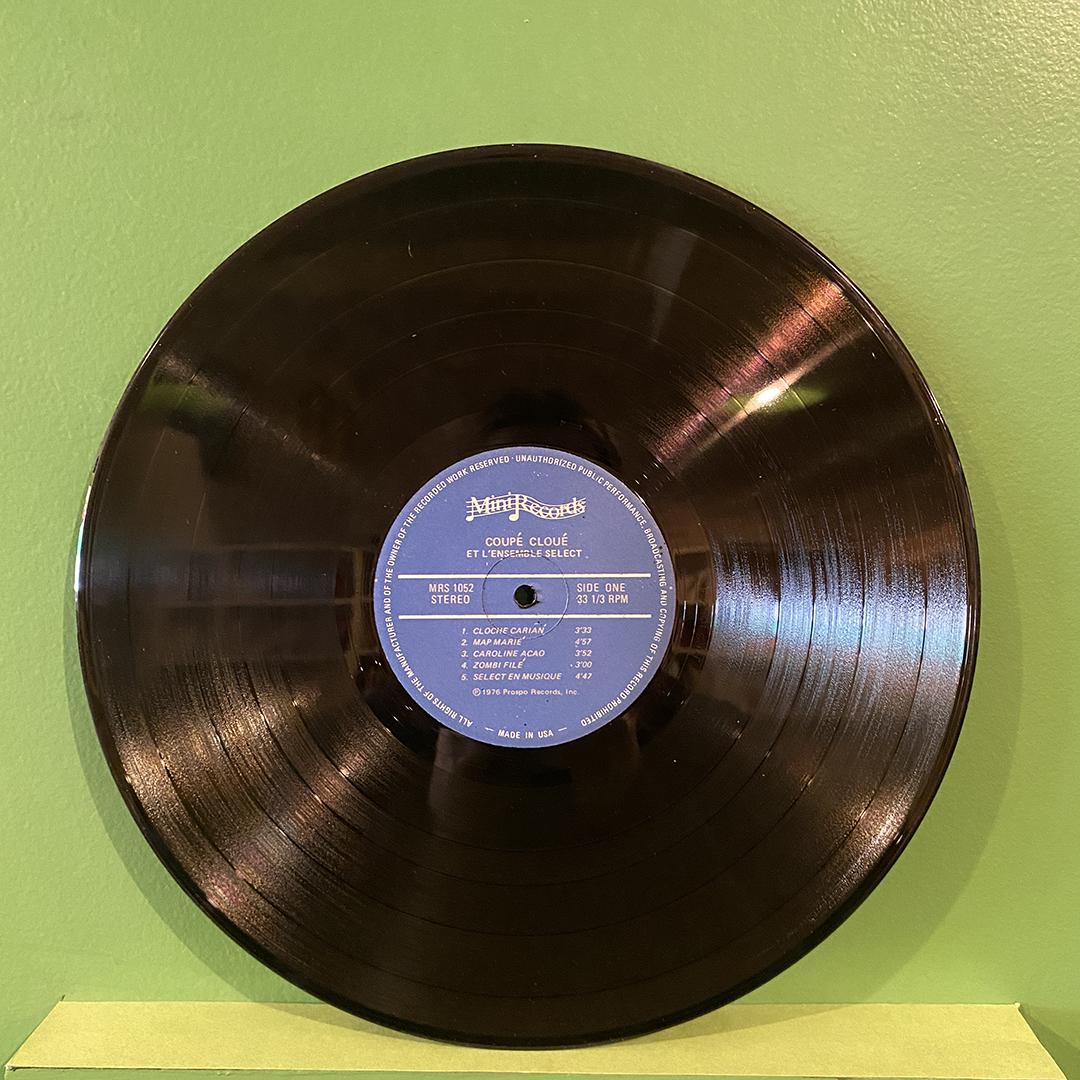 ALL RIGHTS OF THE MANUFACTURER AND OF THE OWNER OF THE RECORDED WORK RESERVED · UNAUTHORIZED PUBLIC PERFORMANCE, BROADCASTING AND COPYING OF THIS RECORD PROHIBITED
Mini Records
COUPÉ CLOUÉ
ET L'ENSEMBLE SELECT
MRS 1052
STEREO
SIDE ONE
33 1/3 RPM
1. CLOCHE CARIAN 3'33
2. MAP MARIÉ 4'57
3. CAROLINE ACAO 3'52
4. ZOMBI FILÉ 3'00
5. SELECT EN MUSIQUE 4'47
℗ 1976 Prospo Records, Inc.
— MADE IN USA —